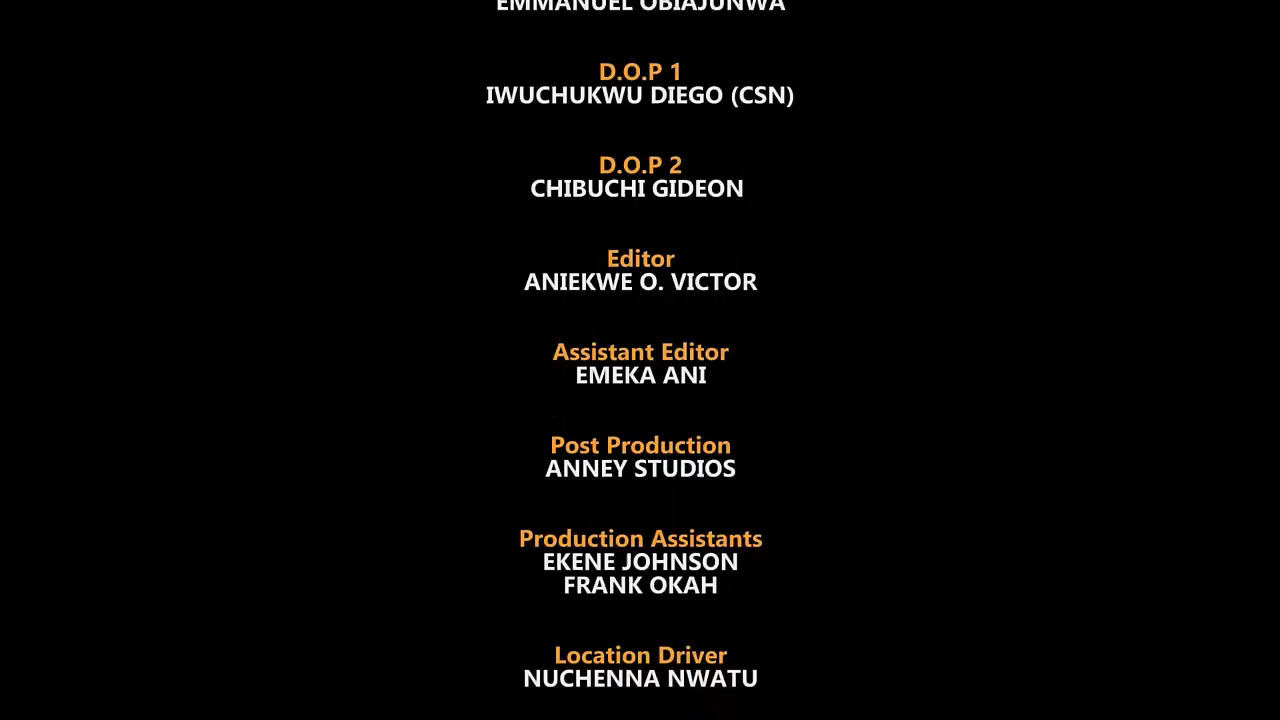 EMMANUEL OBIAJUNWA
D.O.P 1
IWUCHUKWU DIEGO (CSN)
D.O.P 2
CHIBUCHI GIDEON
Editor
ANIEKWE O. VICTOR
Assistant Editor
EMEKA ANI
Post Production
ANNEY STUDIOS
Production Assistants
EKENE JOHNSON
FRANK OKAH
Location Driver
NUCHENNA NWATU